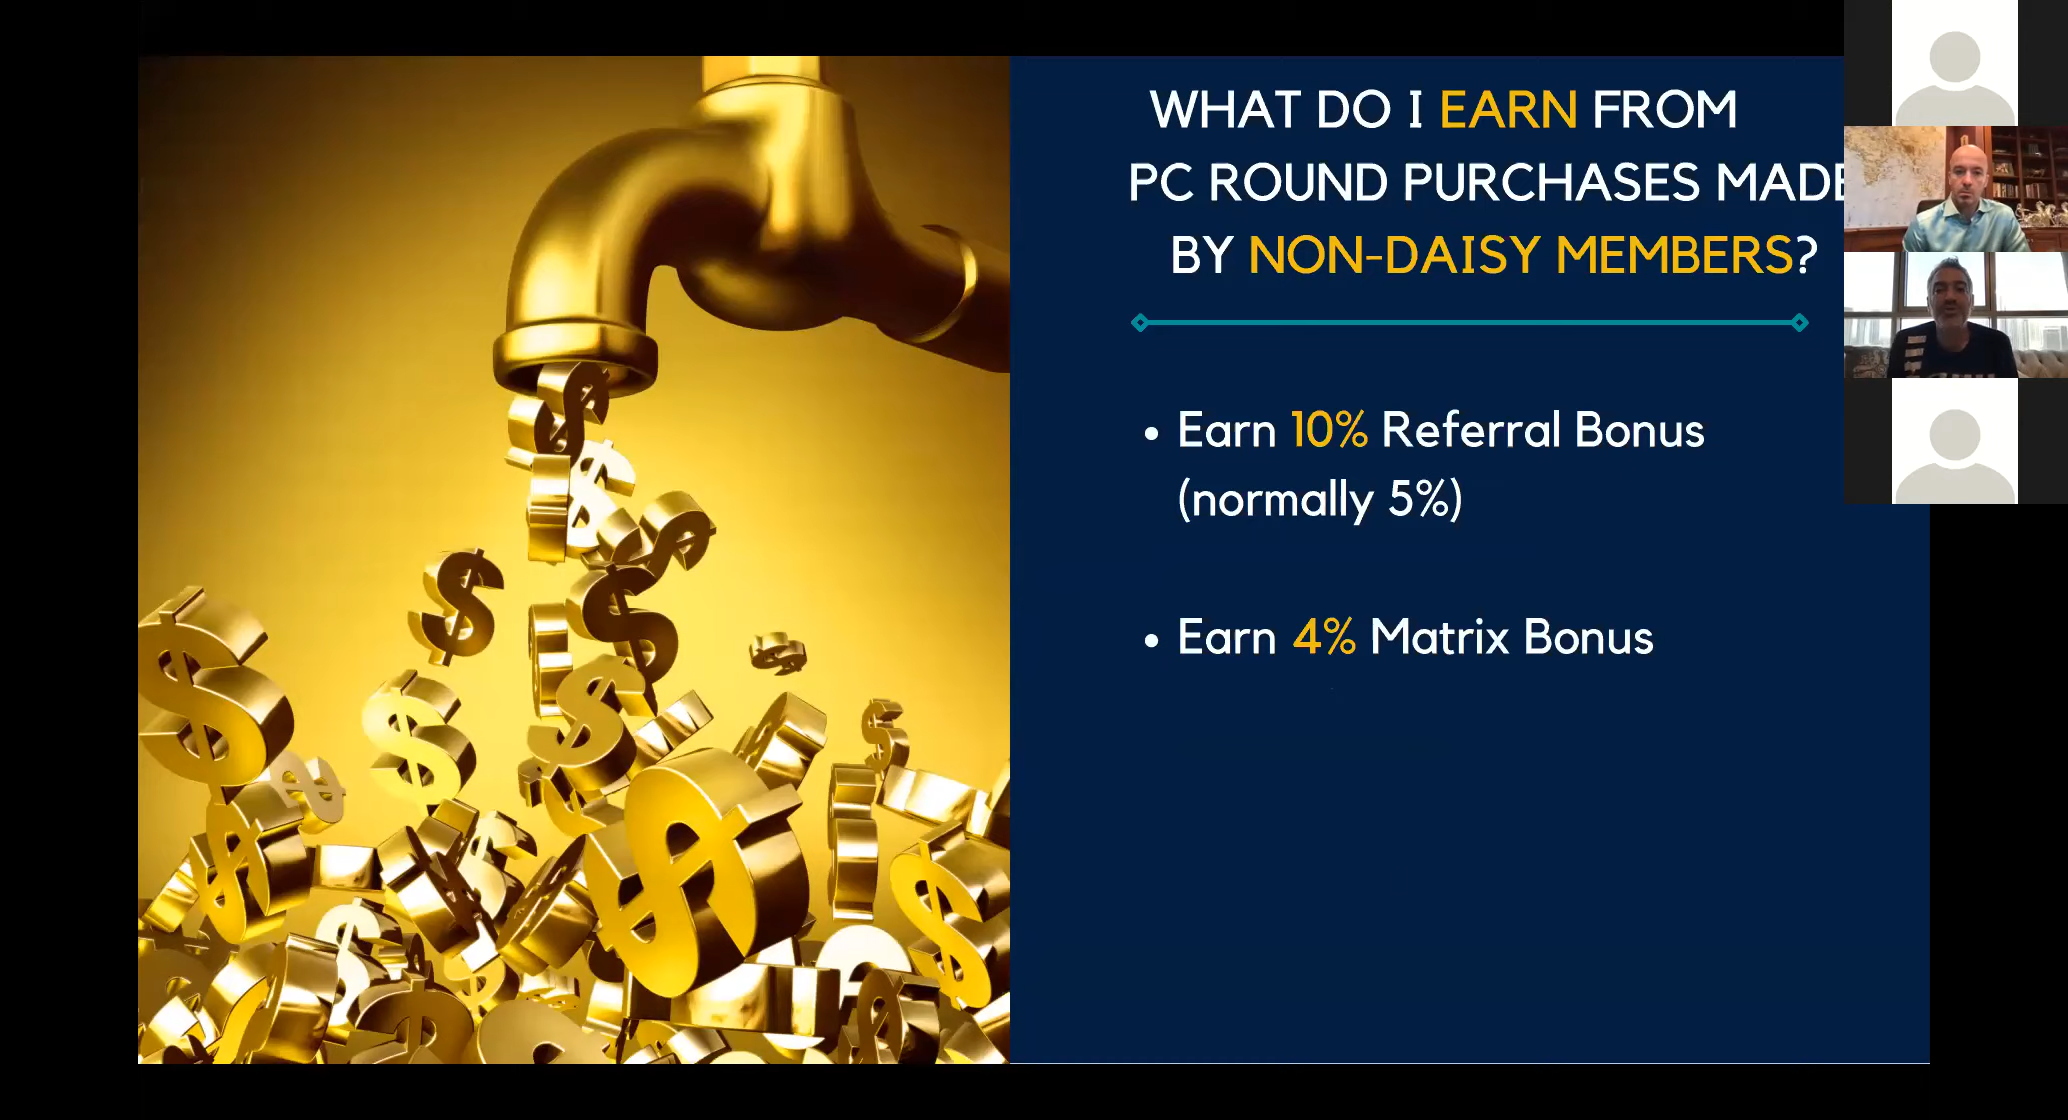 WHAT DO I EARN FROM
PC ROUND PURCHASES MADE
BY NON-DAISY MEMBERS?
• Earn 10% Referral Bonus
(normally 5%)
• Earn 4% Matrix Bonus